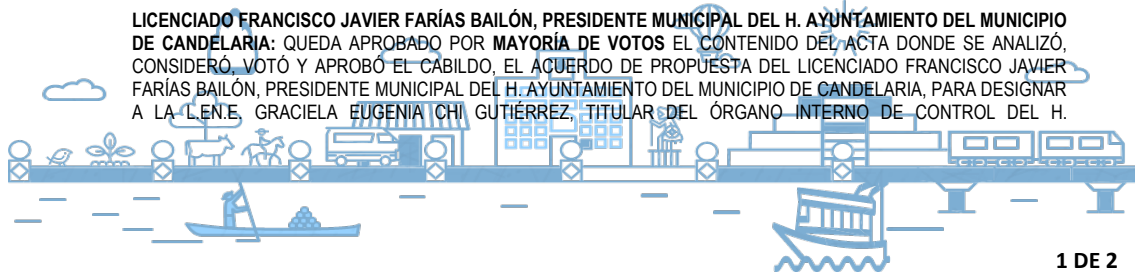 LICENCIADO FRANCISCO JAVIER FARÍAS BAILÓN, PRESIDENTE MUNICIPAL DEL H. AYUNTAMIENTO DEL MUNICIPIO
DE CANDELARIA: QUEDA APROBADO POR MAYORÍA DE VOTOS EL CONTENIDO DEL ACTA DONDE SE ANALIZÓ,
CONSIDERÓ, VOTÓ Y APROBÓ EL CABILDO, EL ACUERDO DE PROPUESTA DEL LICENCIADO FRANCISCO JAVIER
FARÍAS BAILÓN, PRESIDENTE MUNICIPAL DEL H. AYUNTAMIENTO DEL MUNICIPIO DE CANDELARIA, PARA DESIGNAR
A LA L.EN.E. GRACIELA EUGENIA CHI GUTIÉRREZ, TITULAR DEL ÓRGANO INTERNO DE CONTROL DEL H.
1 DE 2